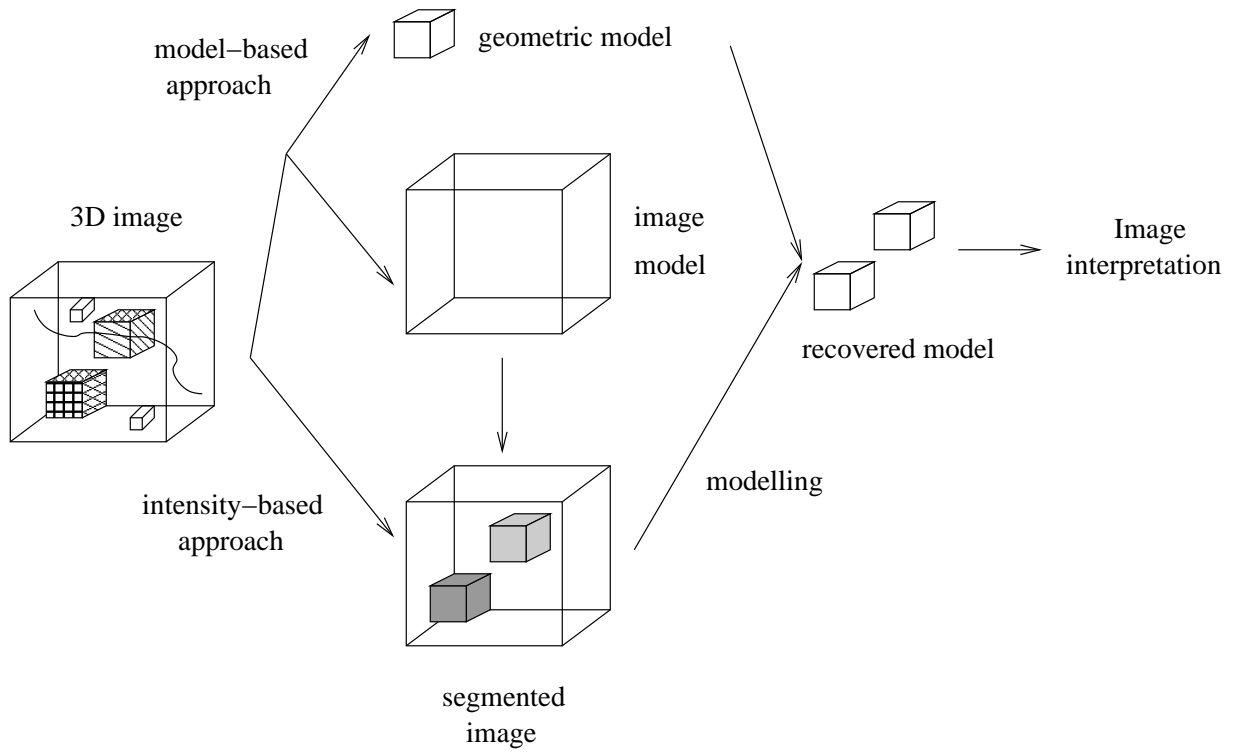 model−based
approach
geometric model
3D image
image
model
Image
interpretation
recovered model
intensity−based
approach
modelling
segmented
image